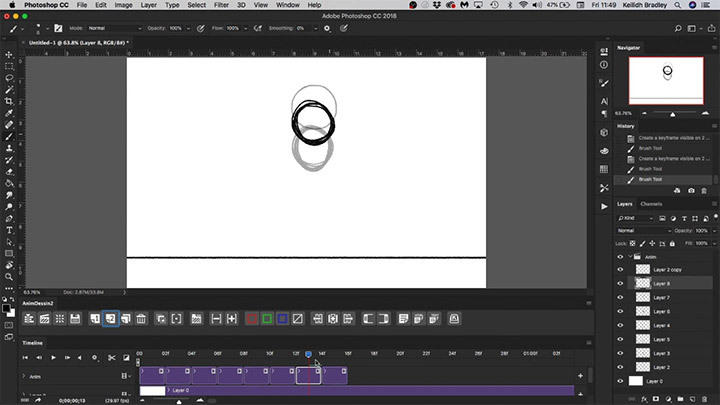 Photoshop CC File Edit Image Layer Type Select Filter 3D View Window Help 47% Fri 11:49 Keilidh Bradley
Adobe Photoshop CC 2018
Mode: Normal Opacity: 100% Flow: 100% Smoothing: 0%
Untitled-1 @ 63.8% (Layer 8, RGB/8#) *
Navigator
63.76%
History
Create a keyframe visible on 2 ...
Brush Tool
Create a keyframe visible on 2 ...
Brush Tool
Brush Tool
Layers Channels
Kind
Normal Opacity: 100%
Lock: Fill: 100%
Anim
Layer 2 copy
Layer 8
Layer 7
Layer 6
Layer 4
Layer 5
Layer 3
Layer 2
Layer 0
63.76% Doc: 2.87M/33.8M
AnimDessin2
Timeline
00 02f 04f 06f 08f 10f 12f 14f 16f 18f 20f 22f 24f 26f 28f 01:00f 02f
Anim
Layer 0
0;00;00;13 (29.97 fps)